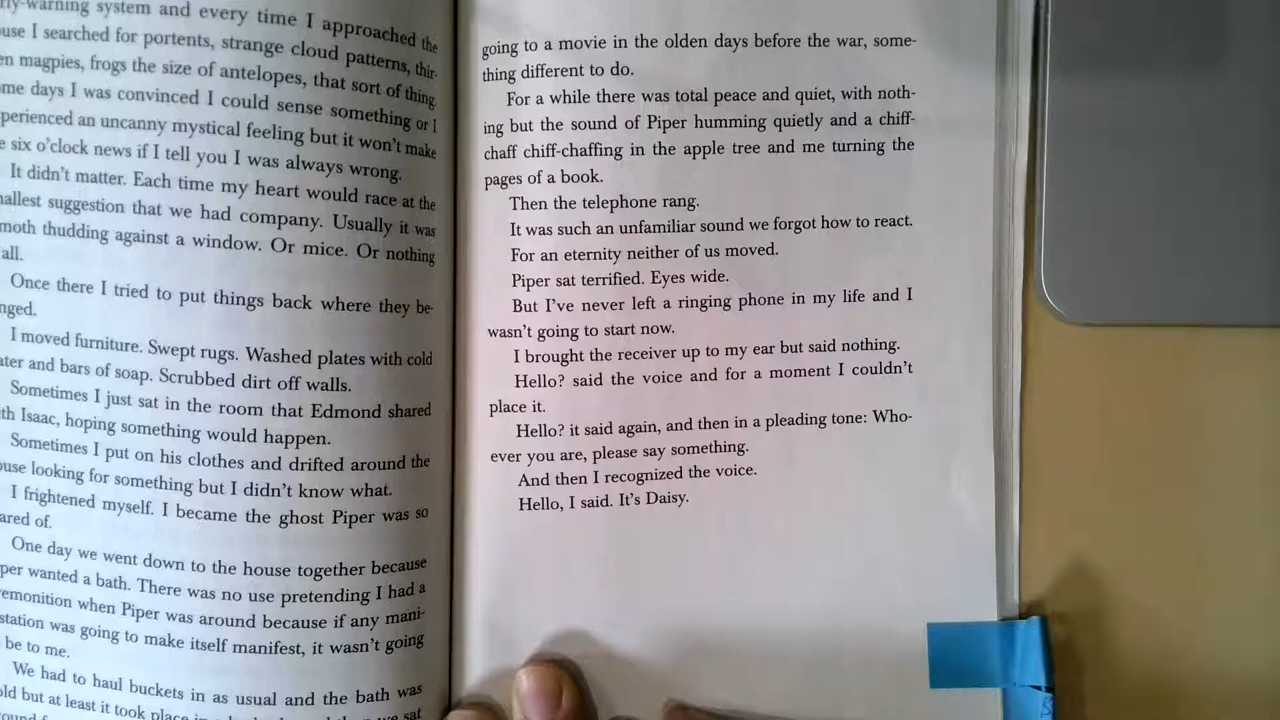 rly-warning system and every time I approached the
ouse I searched for portents, strange cloud patterns, thir-
en magpies, frogs the size of antelopes, that sort of thing.
me days I was convinced I could sense something or I
perienced an uncanny mystical feeling but it won't make
e six o'clock news if I tell you I was always wrong.
It didn't matter. Each time my heart would race at the
mallest suggestion that we had company. Usually it was
moth thudding against a window. Or mice. Or nothing
all.
Once there I tried to put things back where they be-
nged.
I moved furniture. Swept rugs. Washed plates with cold
ater and bars of soap. Scrubbed dirt off walls.
Sometimes I just sat in the room that Edmond shared
th Isaac, hoping something would happen.
Sometimes I put on his clothes and drifted around the
ouse looking for something but I didn't know what.
I frightened myself. I became the ghost Piper was so
ared of.
One day we went down to the house together because
per wanted a bath. There was no use pretending I had a
emonition when Piper was around because if any mani-
station was going to make itself manifest, it wasn't going
be to me.
We had to haul buckets in as usual and the bath was
old but at least it took place in
sat
going to a movie in the olden days before the war, some-
thing different to do.
For a while there was total peace and quiet, with noth-
ing but the sound of Piper humming quietly and a chiff-
chaff chiff-chaffing in the apple tree and me turning the
pages of a book.
Then the telephone rang.
It was such an unfamiliar sound we forgot how to react.
For an eternity neither of us moved.
Piper sat terrified. Eyes wide.
But I've never left a ringing phone in my life and I
wasn't going to start now.
I brought the receiver up to my ear but said nothing.
Hello? said the voice and for a moment I couldn't
place it.
Hello? it said again, and then in a pleading tone: Who-
ever you are, please say something.
And then I recognized the voice.
Hello, I said. It's Daisy.